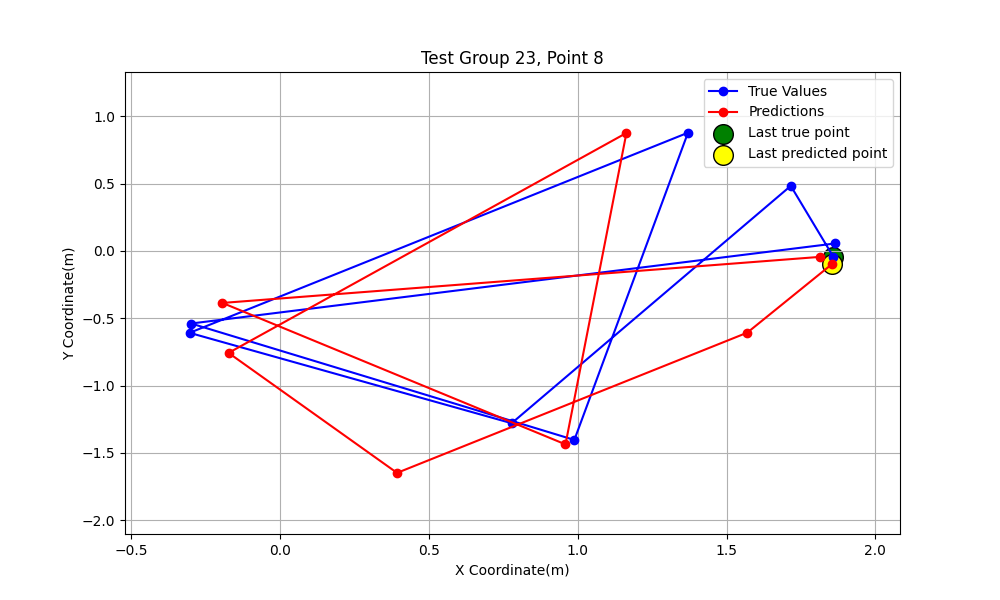 Test Group 23, Point 8
True Values
Predictions
Last true point
Last predicted point
1.0
0.5
0.0
−0.5
−1.0
−1.5
−2.0
Y Coordinate(m)
−0.5 0.0 0.5 1.0 1.5 2.0
X Coordinate(m)